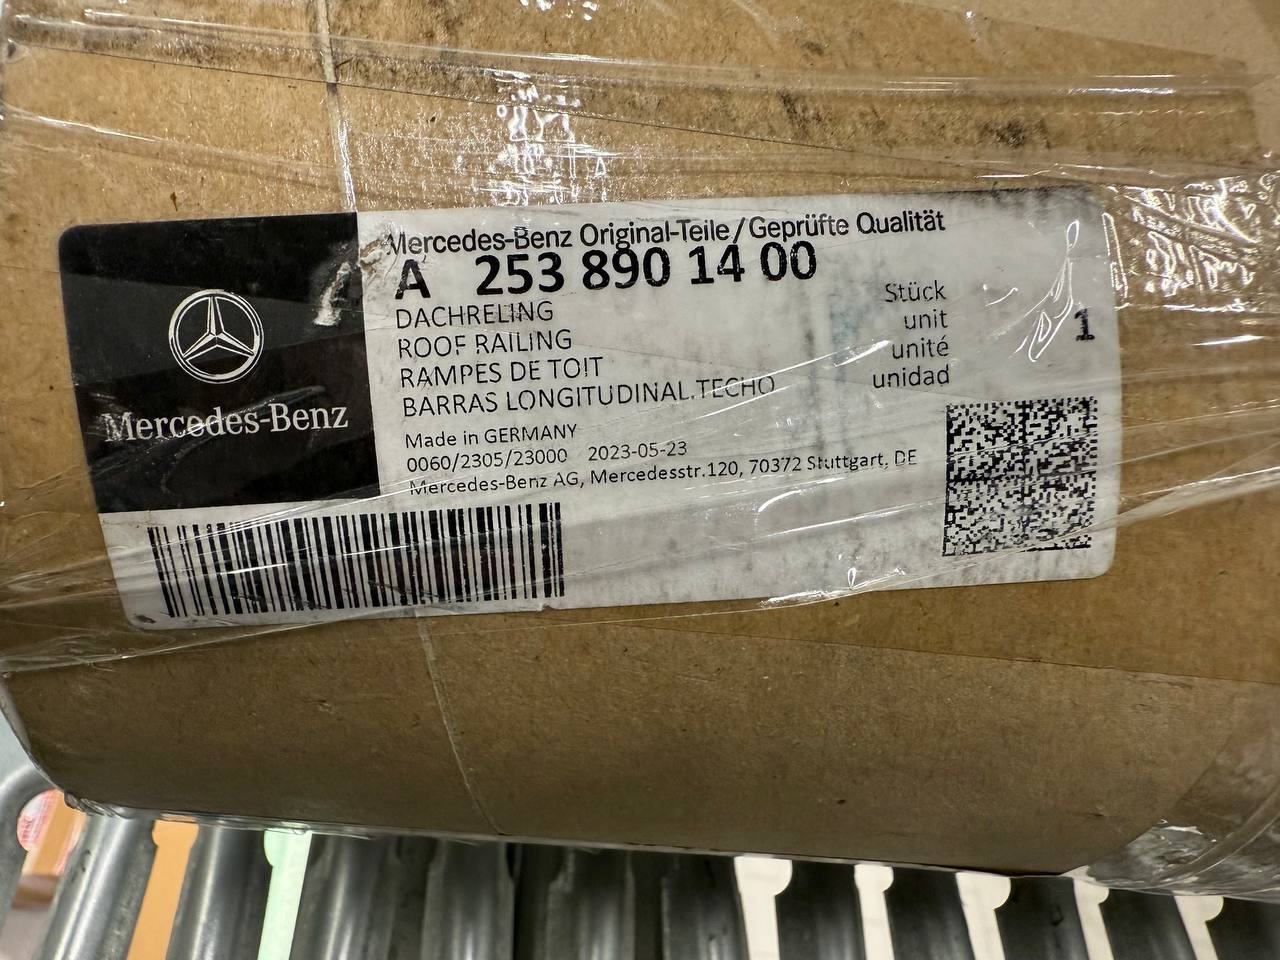 Mercedes-Benz Original-Teile/Geprüfte Qualität
A 253 890 14 00
DACHRELING
ROOF RAILING
RAMPES DE TOIT
BARRAS LONGITUDINAL.TECHO
Stück
unit
unité
unidad
1
Made in GERMANY
0060/2305/23000 2023-05-23
Mercedes-Benz AG, Mercedesstr.120, 70372 Stuttgart, DE
Mercedes-Benz